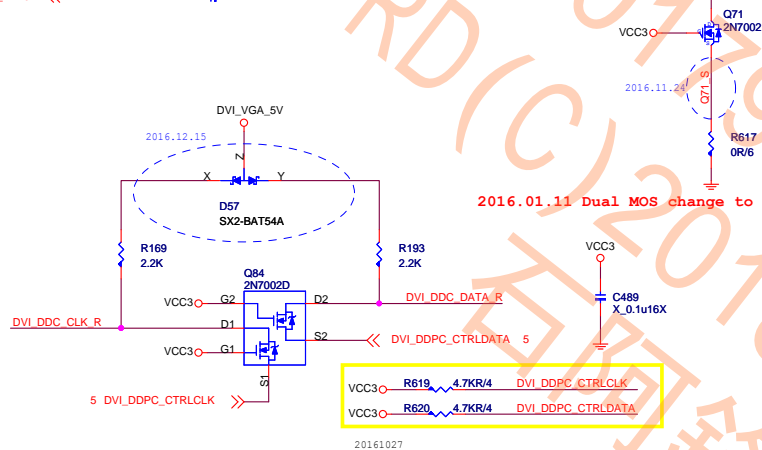 Q71
2N7002
VCC3
2016.11.24
Q71_S
R617
0R/6
DVI_VGA_5V
2016.12.15
Z
X
Y
D57
SX2-BAT54A
2016.01.11 Dual MOS change to
R169
2.2K
R193
2.2K
VCC3
Q84
2N7002D
C489
X_0.1u16X
VCC3
G2
D2
DVI_DDC_DATA_R
DVI_DDC_CLK_R
D1
S2
DVI_DDPC_CTRLDATA 5
VCC3
G1
S1
5 DVI_DDPC_CTRLCLK
VCC3 R619 4.7KR/4 DVI_DDPC_CTRLCLK
VCC3 R620 4.7KR/4 DVI_DDPC_CTRLDATA
20161027